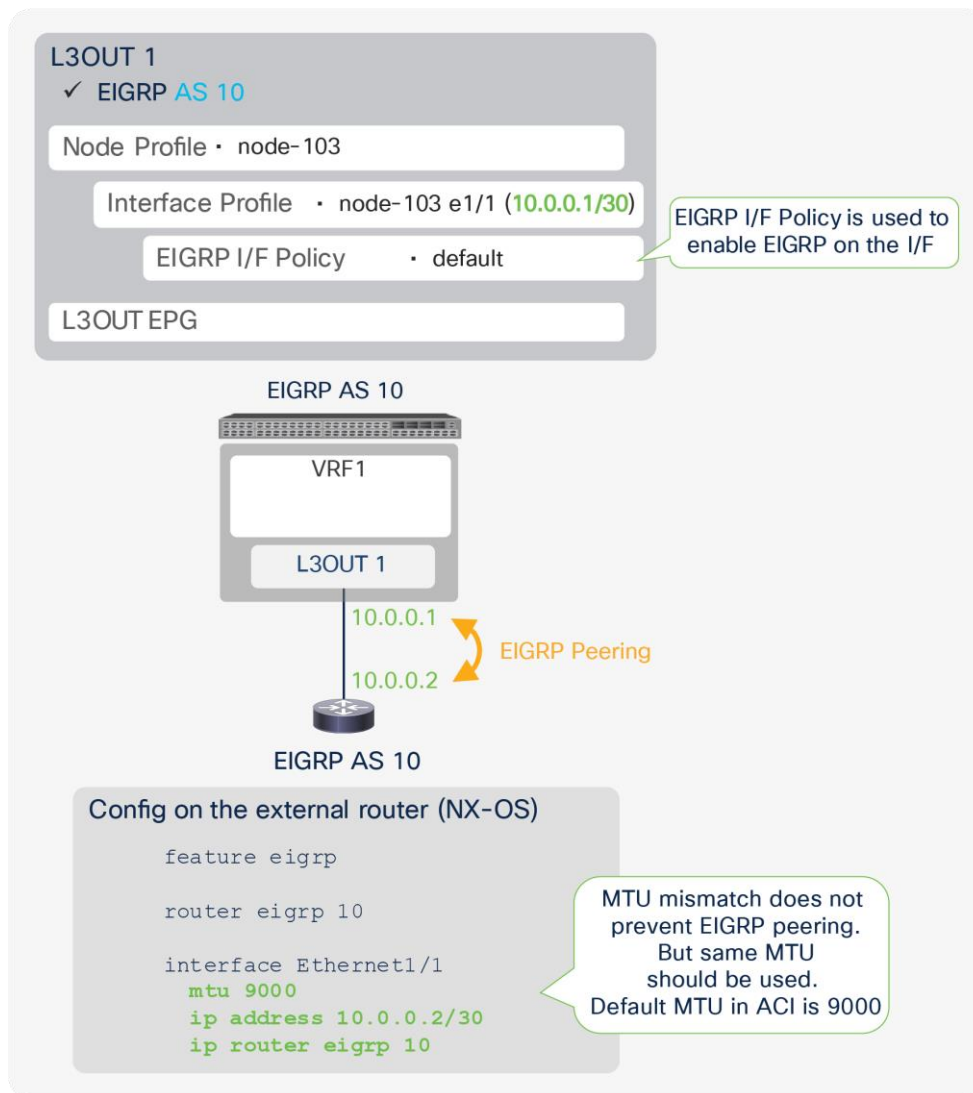 L3OUT 1
✓ EIGRP AS 10
Node Profile · node-103
Interface Profile · node-103 e1/1 (10.0.0.1/30)
EIGRP I/F Policy · default
L3OUT EPG
EIGRP I/F Policy is used to
enable EIGRP on the I/F
EIGRP AS 10
VRF1
L3OUT 1
10.0.0.1
EIGRP Peering
10.0.0.2
EIGRP AS 10
Config on the external router (NX-OS)
feature eigrp
router eigrp 10
interface Ethernet1/1
mtu 9000
ip address 10.0.0.2/30
ip router eigrp 10
MTU mismatch does not
prevent EIGRP peering.
But same MTU
should be used.
Default MTU in ACI is 9000